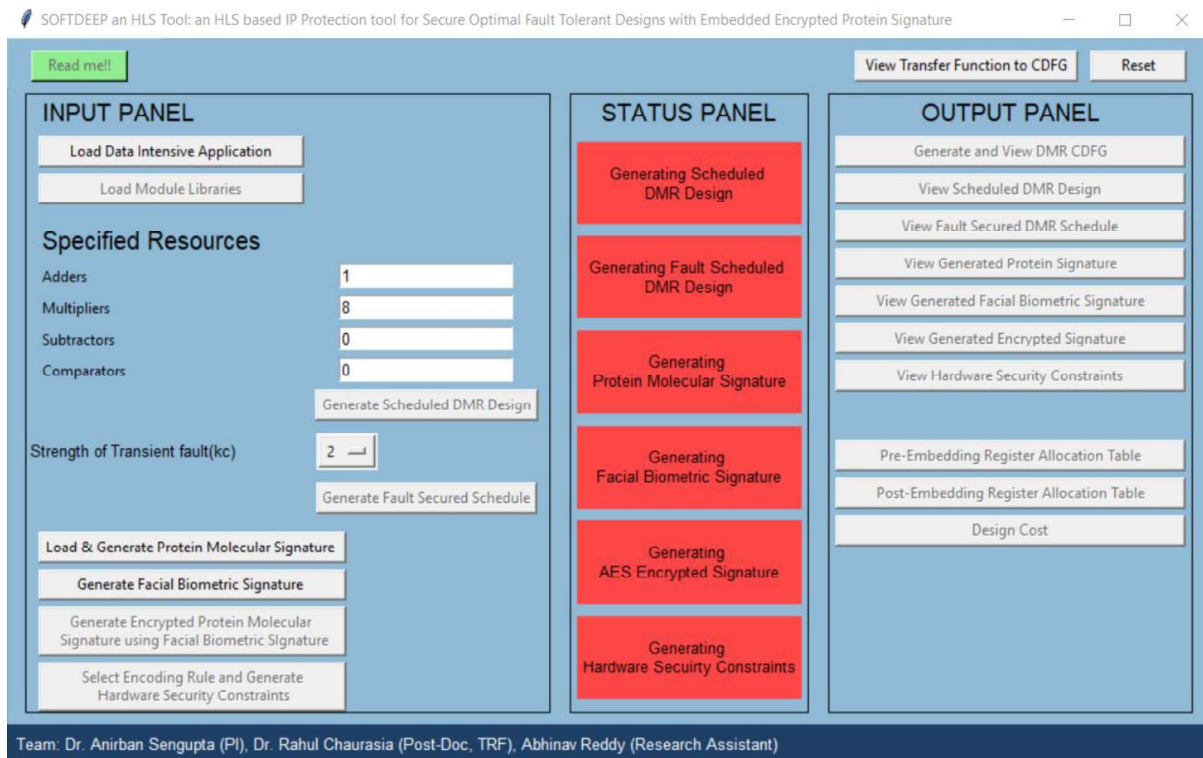 SOFTDEEP an HLS Tool: an HLS based IP Protection tool for Secure Optimal Fault Tolerant Designs with Embedded Encrypted Protein Signature
Read me!!
View Transfer Function to CDFG
Reset
INPUT PANEL
Load Data Intensive Application
Load Module Libraries
Specified Resources
Adders
1
Multipliers
8
Subtractors
0
Comparators
0
Generate Scheduled DMR Design
Strength of Transient fault(kc)
2
Generate Fault Secured Schedule
Load & Generate Protein Molecular Signature
Generate Facial Biometric Signature
Generate Encrypted Protein Molecular
Signature using Facial Biometric SIgnature
Select Encoding Rule and Generate
Hardware Security Constraints
STATUS PANEL
Generating Scheduled
DMR Design
Generating Fault Scheduled
DMR Design
Generating
Protein Molecular Signature
Generating
Facial Biometric Signature
Generating
AES Encrypted Signature
Generating
Hardware Secuirty Constraints
OUTPUT PANEL
Generate and View DMR CDFG
View Scheduled DMR Design
View Fault Secured DMR Schedule
View Generated Protein Signature
View Generated Facial Biometric Signature
View Generated Encrypted Signature
View Hardware Security Constraints
Pre-Embedding Register Allocation Table
Post-Embedding Register Allocation Table
Design Cost
Team: Dr. Anirban Sengupta (PI), Dr. Rahul Chaurasia (Post-Doc, TRF), Abhinav Reddy (Research Assistant)